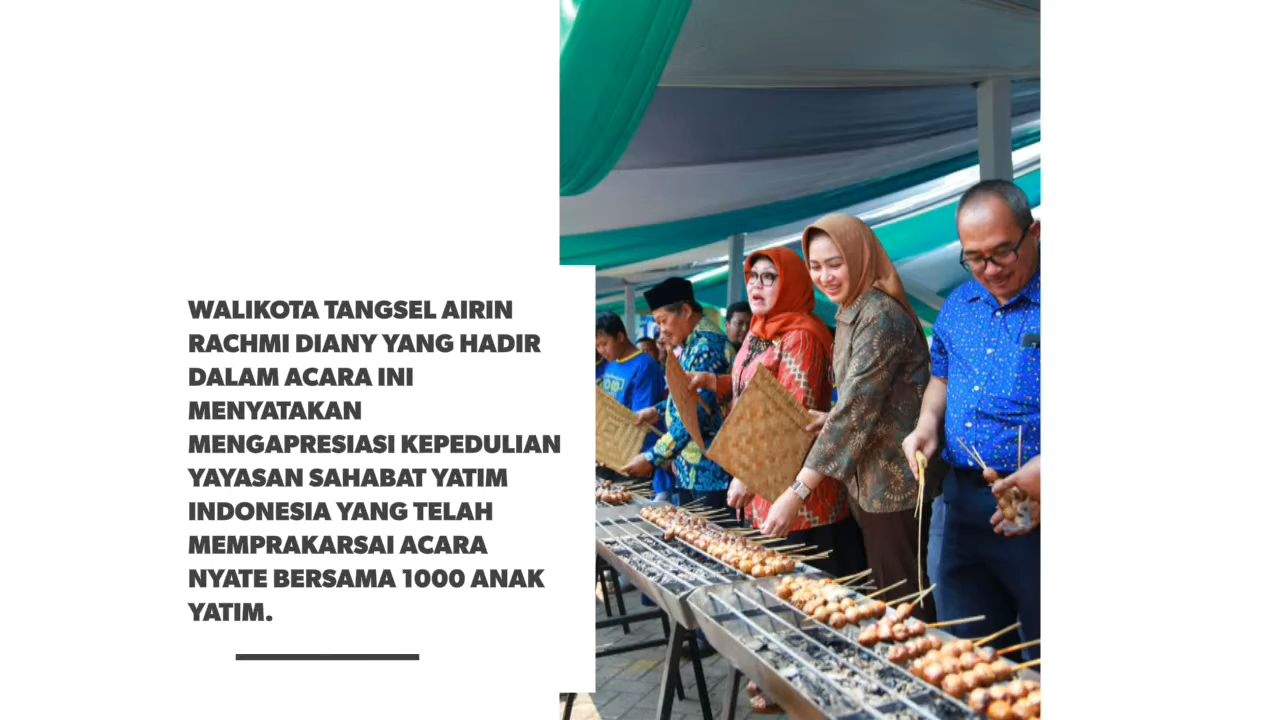 WALIKOTA TANGSEL AIRIN
RACHMI DIANY YANG HADIR
DALAM ACARA INI
MENYATAKAN
MENGAPRESIASI KEPEDULIAN
YAYASAN SAHABAT YATIM
INDONESIA YANG TELAH
MEMPRAKARSAI ACARA
NYATE BERSAMA 1000 ANAK
YATIM.